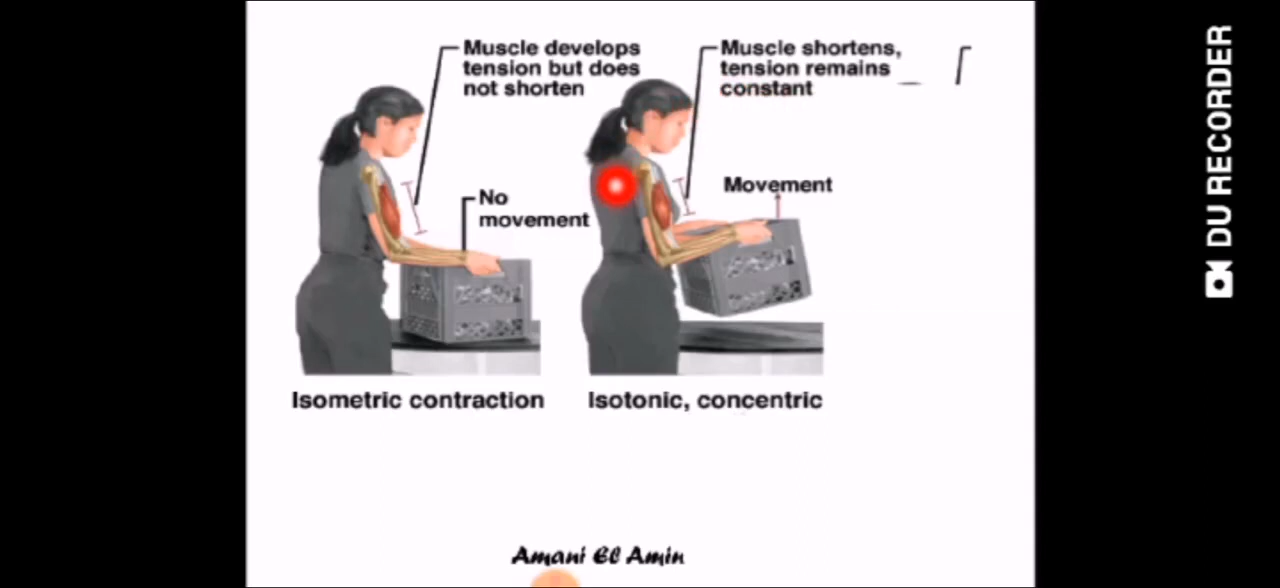 Muscle develops
tension but does
not shorten
Muscle shortens,
tension remains
constant
No
movement
Movement
Isometric contraction
Isotonic, concentric
Amani El Amin
DU RECORDER